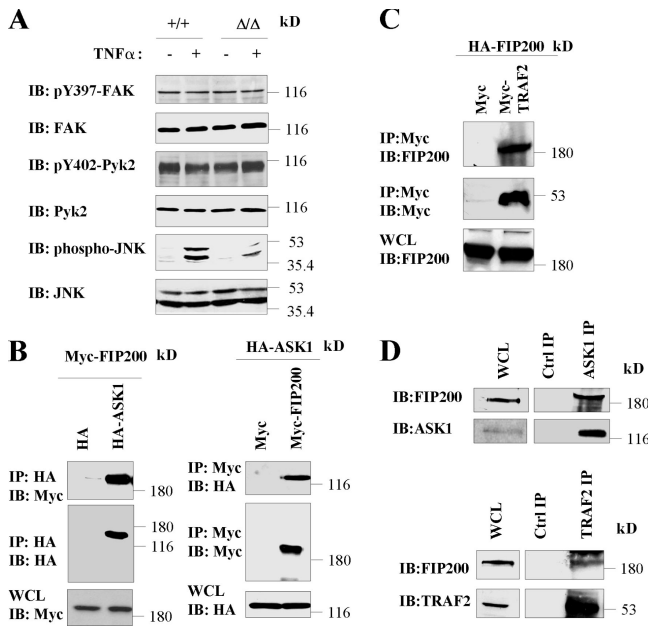 A
+/+ Δ/Δ kD
TNFα: - + - +
IB: pY397-FAK 116
IB: FAK 116
IB: pY402-Pyk2 116
IB: Pyk2 116
IB: phospho-JNK 53
35.4
IB: JNK 53
35.4
B
Myc-FIP200 kD
HA
HA-ASK1
IP: HA
IB: Myc 180
IP: HA
IB: HA 180
116
WCL
IB: Myc 180
HA-ASK1 kD
Myc
Myc-FIP200
IP: Myc
IB: HA 116
IP: Myc
IB: Myc 180
WCL
IB: HA 116
C
HA-FIP200 kD
Myc
Myc-
TRAF2
IP:Myc
IB:FIP200 180
IP:Myc
IB:Myc 53
WCL
IB:FIP200 180
D
WCL
Ctrl IP
ASK1 IP
kD
IB:FIP200 180
IB:ASK1 116
WCL
Ctrl IP
TRAF2 IP
kD
IB:FIP200 180
IB:TRAF2 53